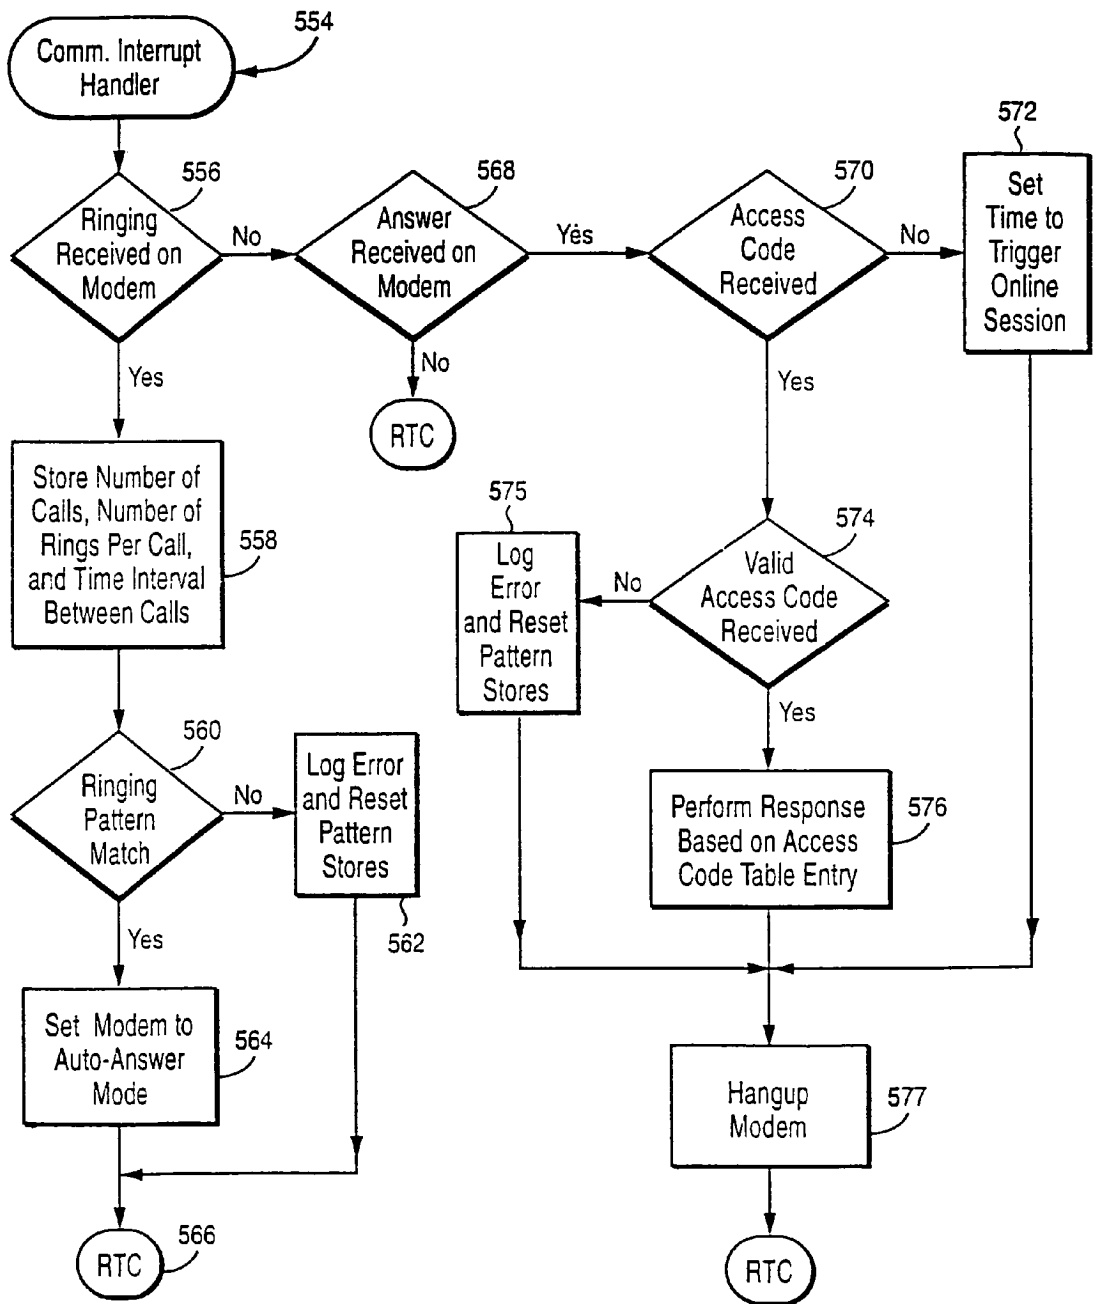 Comm. Interrupt
Handler
554
556
Ringing
Received on
Modem
No
568
Answer
Received on
Modem
Yes
570
Access
Code
Received
No
572
Set
Time to
Trigger
Online
Session
Yes
No
RTC
Yes
Store Number of
Calls, Number of
Rings Per Call,
and Time Interval
Between Calls
558
575
Log
Error
and Reset
Pattern
Stores
No
574
Valid
Access Code
Received
Yes
560
Ringing
Pattern
Match
No
Log Error
and Reset
Pattern
Stores
562
Perform Response
Based on Access
Code Table Entry
576
Yes
Set Modem to
Auto-Answer
Mode
564
Hangup
Modem
577
RTC
566
RTC